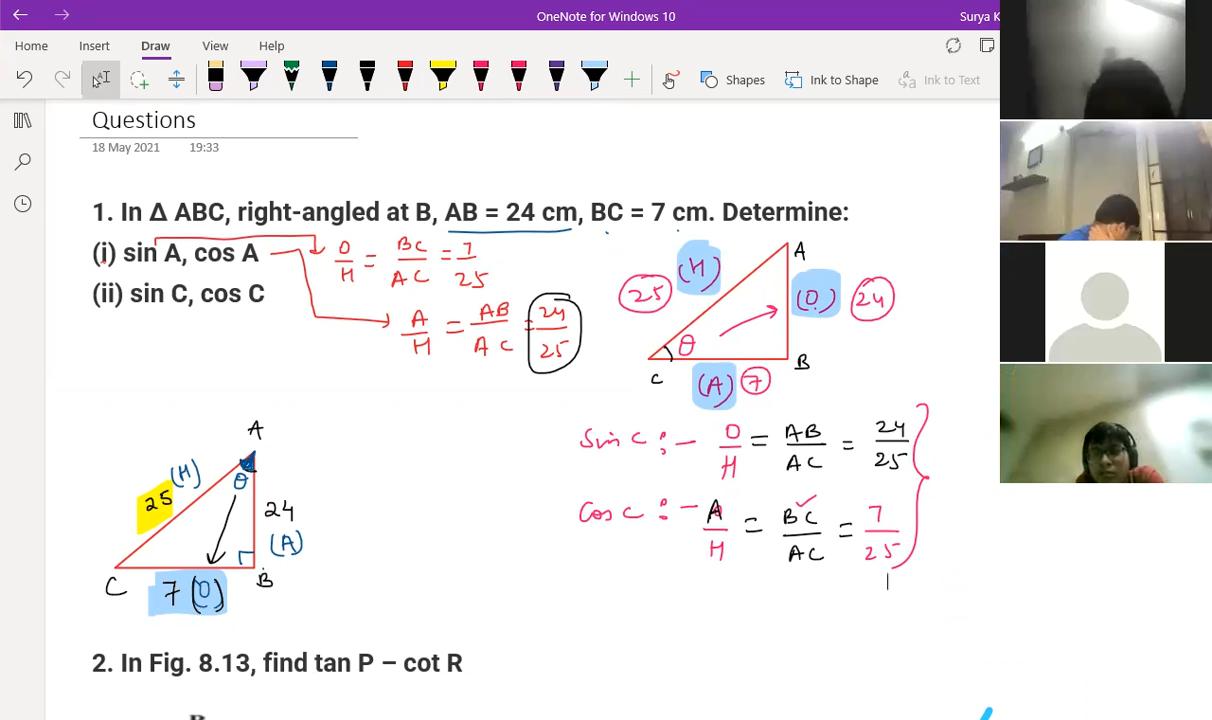 OneNote for Windows 10
Surya K
Home Insert Draw View Help
Shapes Ink to Shape Ink to Text
Questions
18 May 2021 19:33
1. In Δ ABC, right-angled at B, AB = 24 cm, BC = 7 cm. Determine:
(i) sin A, cos A
O/H = BC/AC = 7/25
(ii) sin C, cos C
A/H = AB/AC = 24/25
A
(H)
25
(O)
24
θ
C
(A) 7
B
Sin C :- O/H = AB/AC = 24/25
Cos C :- A/H = BC/AC = 7/25
A
(H)
25
θ
24
(A)
C
7 (O)
B
2. In Fig. 8.13, find tan P – cot R